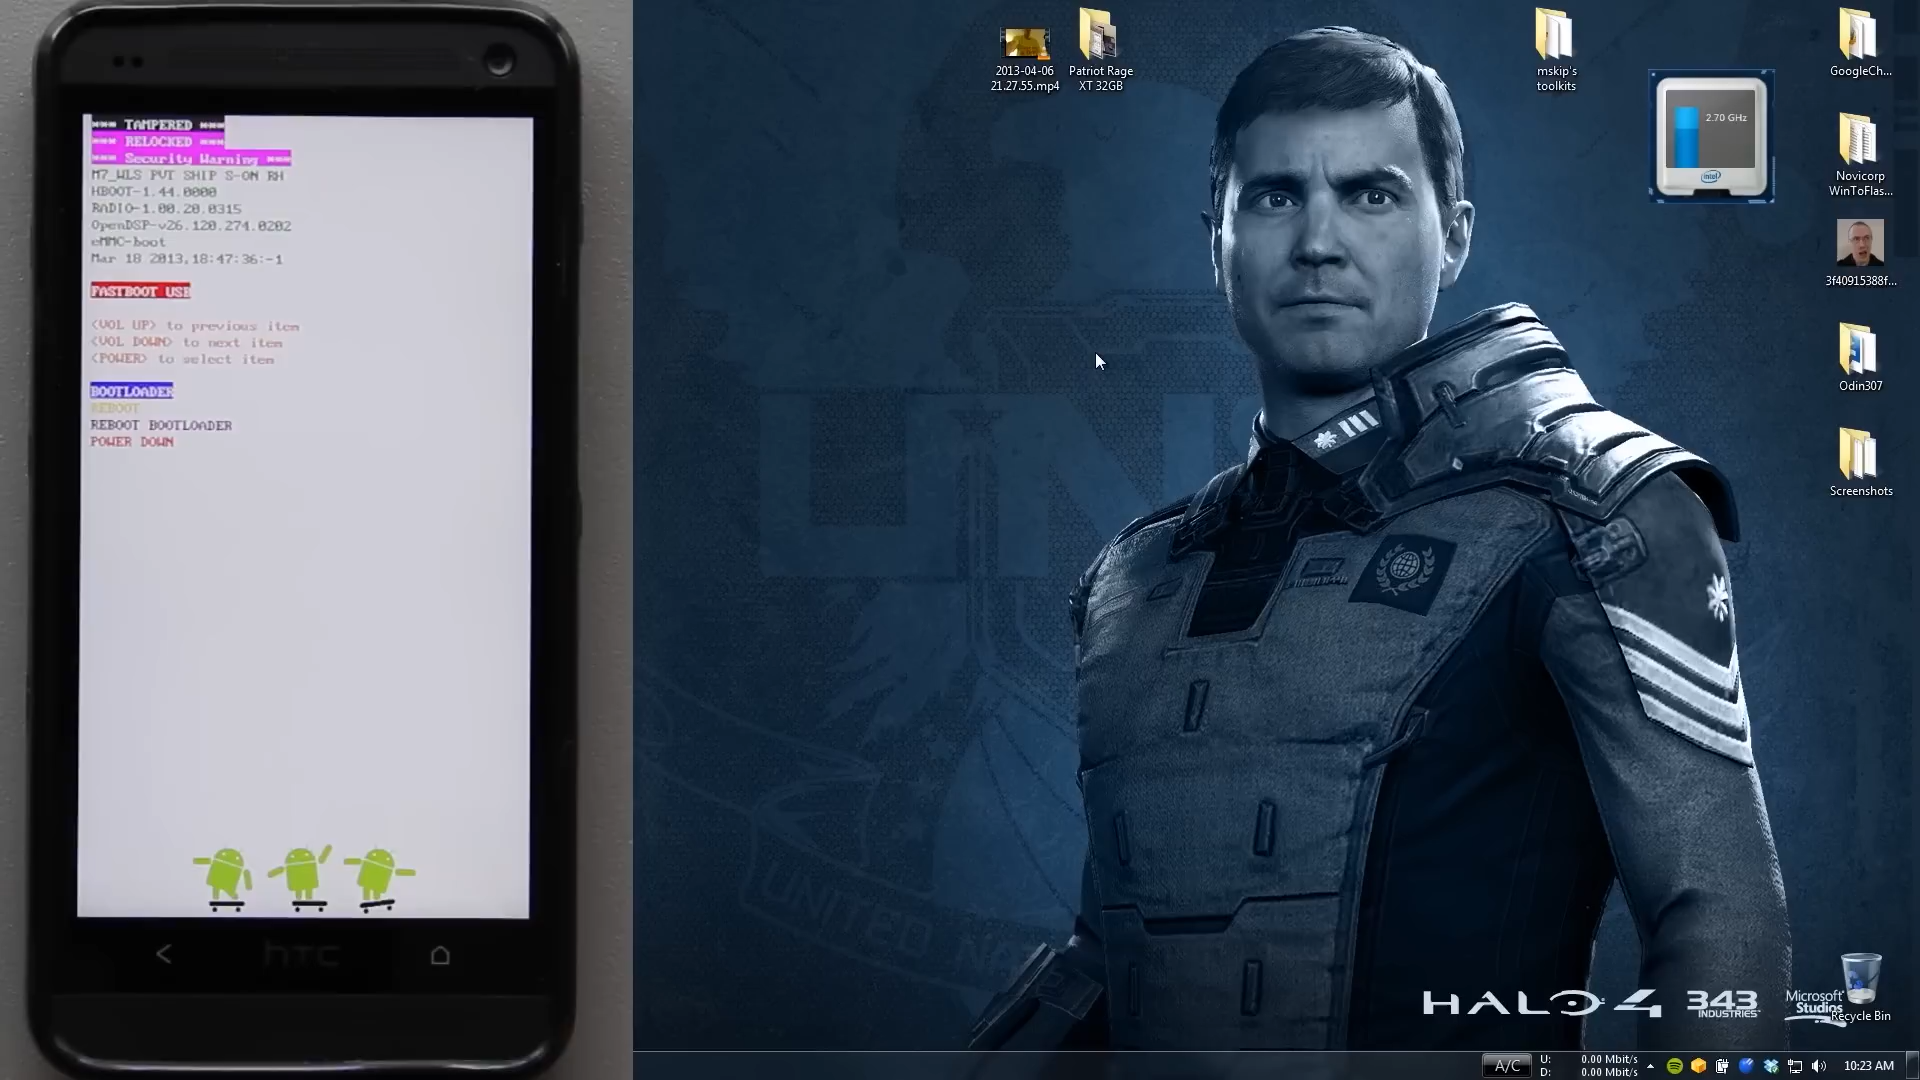 *** TAMPERED ***
*** RELOCKED ***
*** Security Warning ***
M7_WLS PVT SHIP S-ON RH
HBOOT-1.44.0000
RADIO-1.00.20.0315
OpenDSP-v26.120.274.0202
eMMC-boot
Mar 18 2013,18:47:36:-1
FASTBOOT USB
<VOL UP> to previous item
<VOL DOWN> to next item
<POWER> to select item
BOOTLOADER
REBOOT
REBOOT BOOTLOADER
POWER DOWN
hTC
2013-04-06
21.27.55.mp4
Patriot Rage
XT 32GB
mskip's
toolkits
2.70 GHz
intel
GoogleCh...
Novicorp
WinToFlas...
3f40915388f...
Odin307
Screenshots
UNITED NA
HALO 4
343
INDUSTRIES
Microsoft
Studios
Recycle Bin
A/C
U: 0.00 Mbit/s
D: 0.00 Mbit/s
10:23 AM